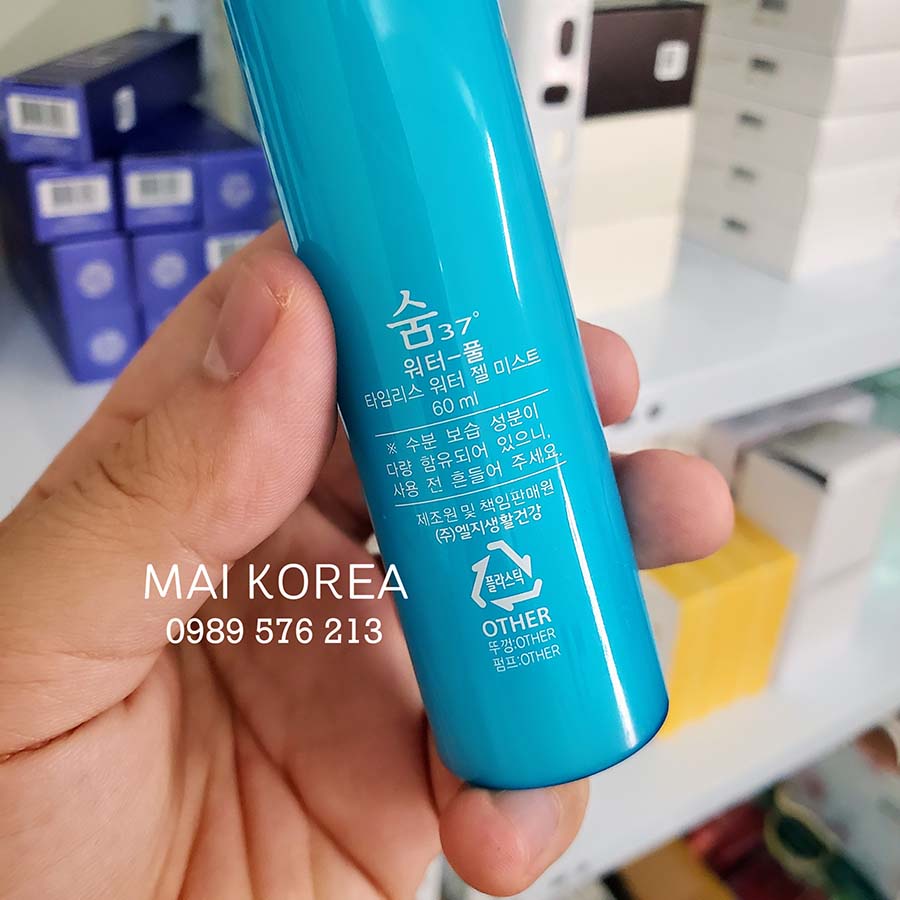 숨37°
워터-풀
타임리스 워터 젤 미스트
60 ml
※ 수분 보습 성분이
다량 함유되어 있으니,
사용 전 흔들어 주세요.
제조원 및 책임판매원
(주)엘지생활건강
플라스틱
OTHER
뚜껑:OTHER
펌프:OTHER
MAI KOREA
0989 576 213